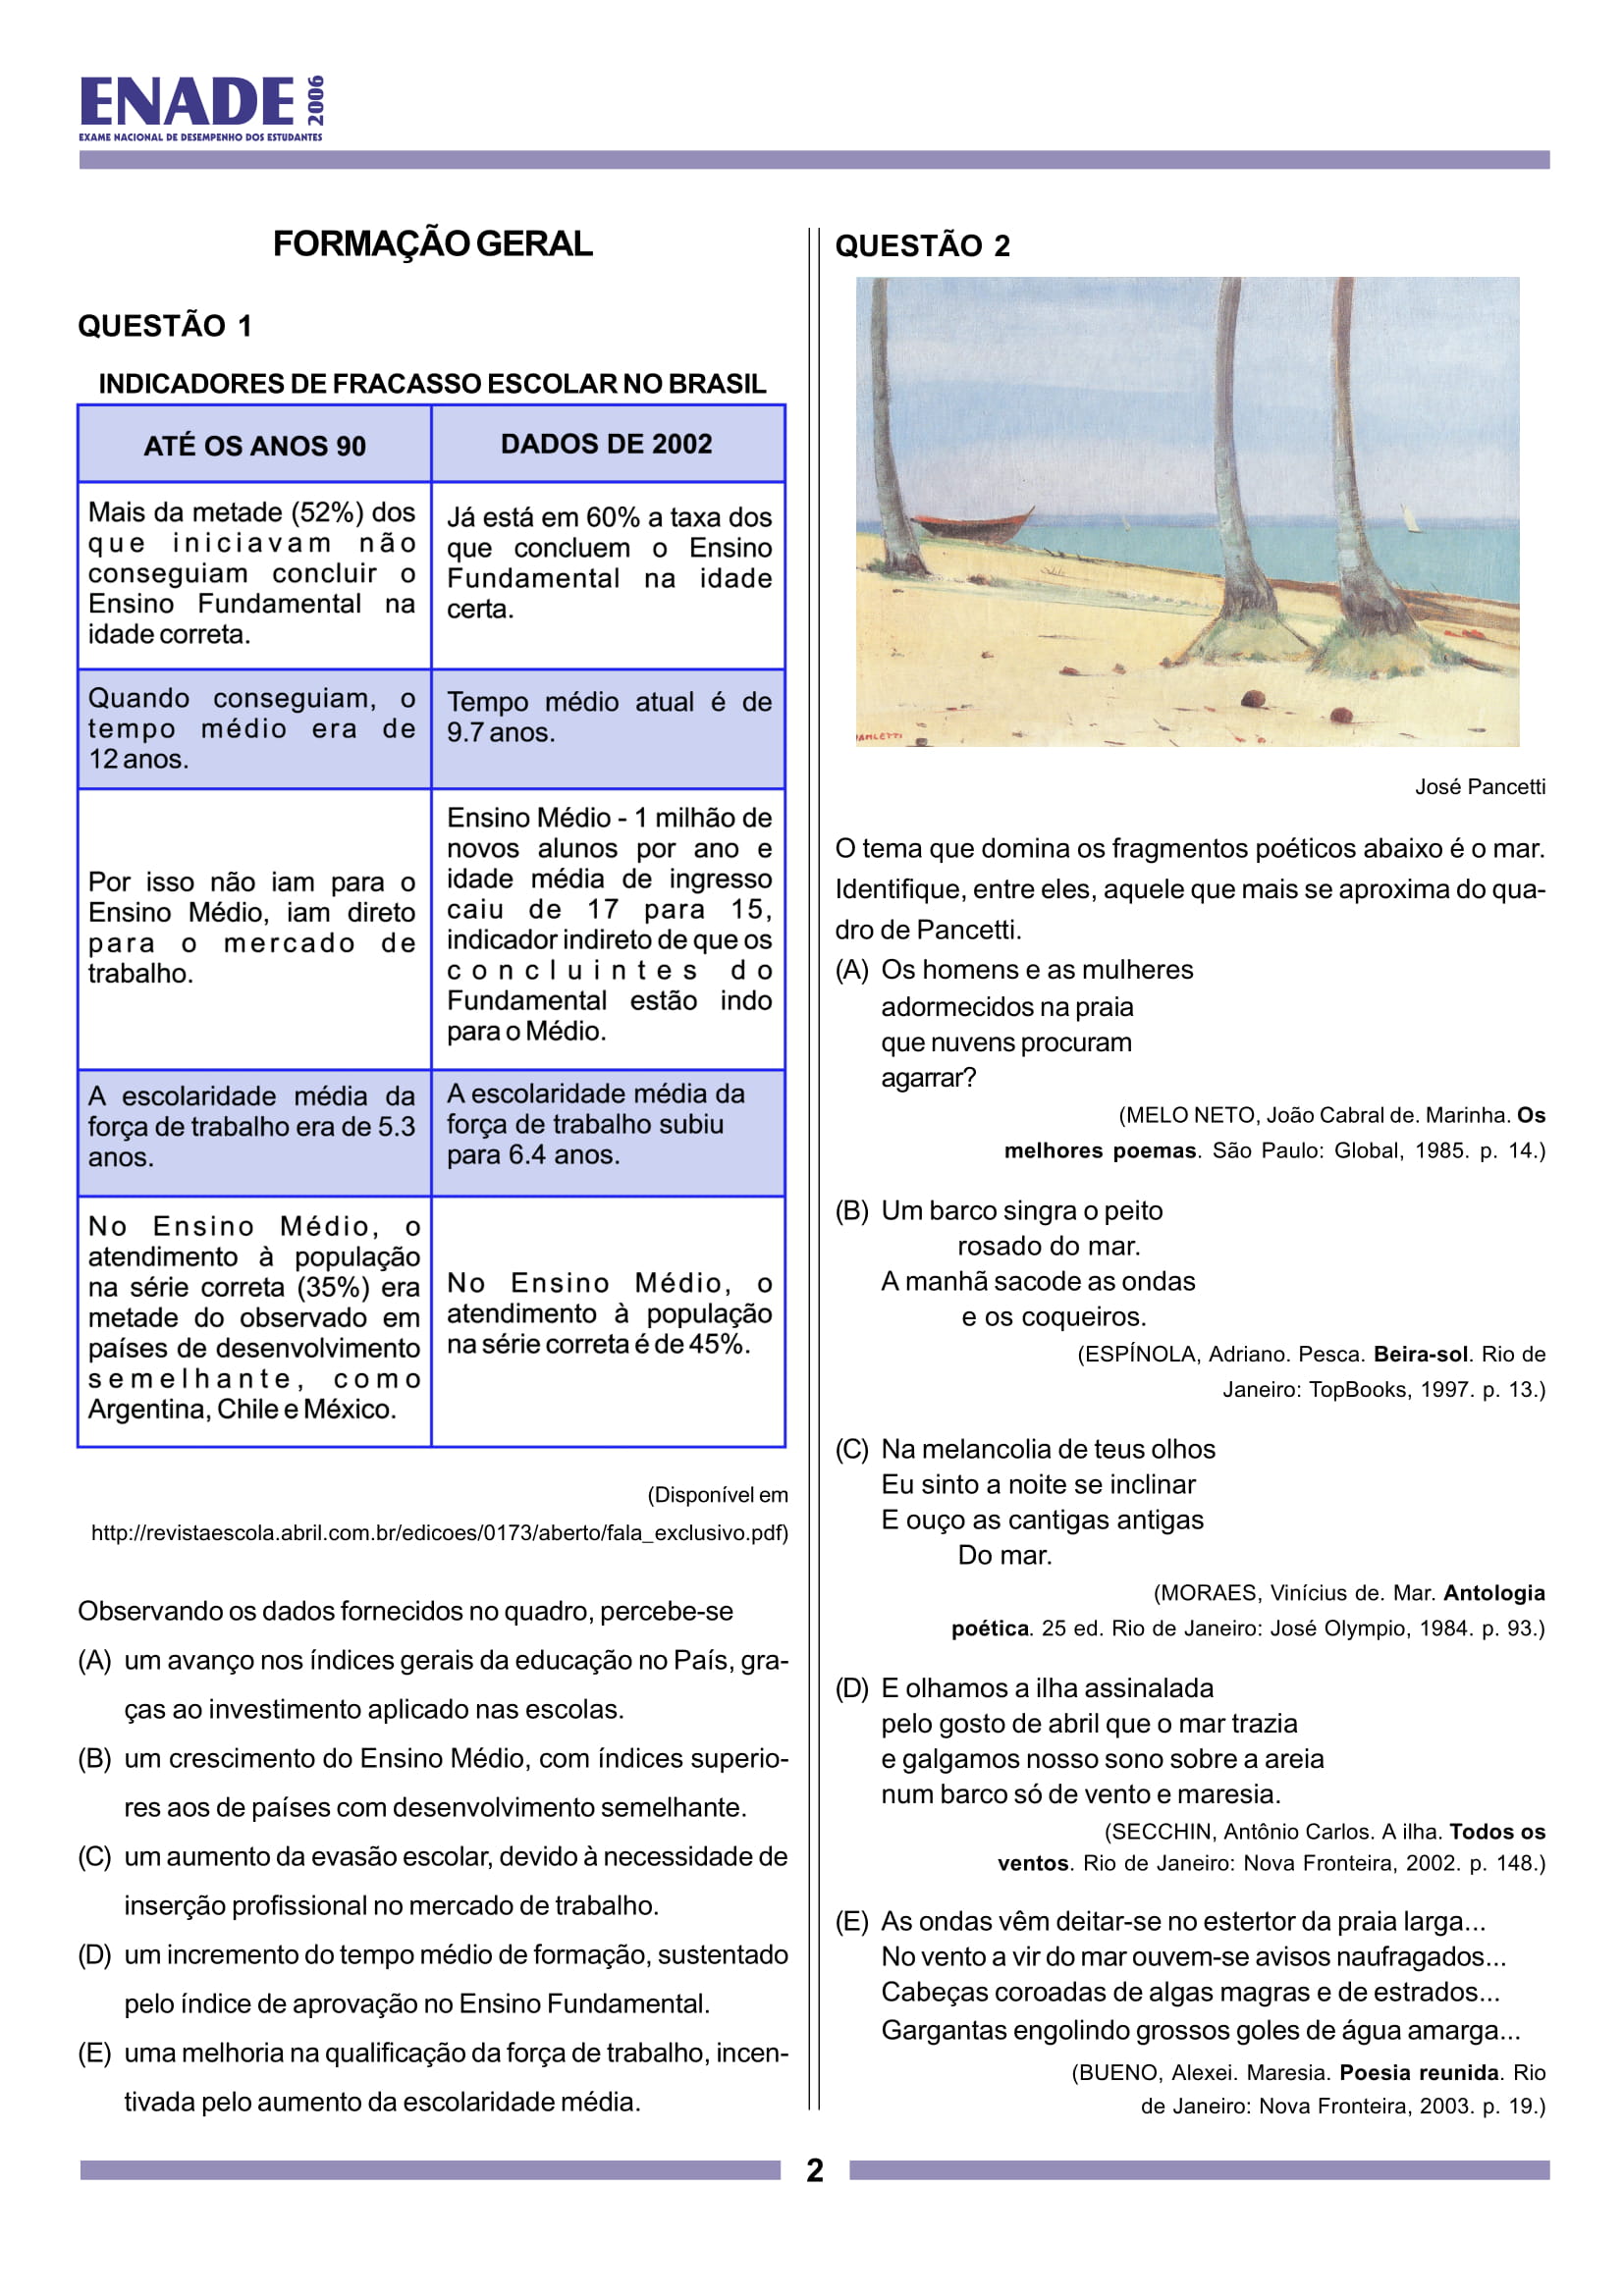 ENADE 2006
EXAME NACIONAL DE DESEMPENHO DOS ESTUDANTES
FORMAÇÃO GERAL
QUESTÃO 1
INDICADORES DE FRACASSO ESCOLAR NO BRASIL
ATÉ OS ANOS 90
DADOS DE 2002
Mais da metade (52%) dos
que iniciavam não
conseguiam concluir o
Ensino Fundamental na
idade correta.
Já está em 60% a taxa dos
que concluem o Ensino
Fundamental na idade
certa.
Quando conseguiam, o
tempo médio era de
12 anos.
Tempo médio atual é de
9.7 anos.
Por isso não iam para o
Ensino Médio, iam direto
para o mercado de
trabalho.
Ensino Médio - 1 milhão de
novos alunos por ano e
idade média de ingresso
caiu de 17 para 15,
indicador indireto de que os
concluintes do
Fundamental estão indo
para o Médio.
A escolaridade média da
força de trabalho era de 5.3
anos.
A escolaridade média da
força de trabalho subiu
para 6.4 anos.
No Ensino Médio, o
atendimento à população
na série correta (35%) era
metade do observado em
países de desenvolvimento
semelhante, como
Argentina, Chile e México.
No Ensino Médio, o
atendimento à população
na série correta é de 45%.
(Disponível em
http://revistaescola.abril.com.br/edicoes/0173/aberto/fala_exclusivo.pdf)
Observando os dados fornecidos no quadro, percebe-se
(A) um avanço nos índices gerais da educação no País, gra-
ças ao investimento aplicado nas escolas.
(B) um crescimento do Ensino Médio, com índices superio-
res aos de países com desenvolvimento semelhante.
(C) um aumento da evasão escolar, devido à necessidade de
inserção profissional no mercado de trabalho.
(D) um incremento do tempo médio de formação, sustentado
pelo índice de aprovação no Ensino Fundamental.
(E) uma melhoria na qualificação da força de trabalho, incen-
tivada pelo aumento da escolaridade média.
QUESTÃO 2
José Pancetti
O tema que domina os fragmentos poéticos abaixo é o mar.
Identifique, entre eles, aquele que mais se aproxima do qua-
dro de Pancetti.
(A) Os homens e as mulheres
adormecidos na praia
que nuvens procuram
agarrar?
(MELO NETO, João Cabral de. Marinha. Os
melhores poemas. São Paulo: Global, 1985. p. 14.)
(B) Um barco singra o peito
rosado do mar.
A manhã sacode as ondas
e os coqueiros.
(ESPÍNOLA, Adriano. Pesca. Beira-sol. Rio de
Janeiro: TopBooks, 1997. p. 13.)
(C) Na melancolia de teus olhos
Eu sinto a noite se inclinar
E ouço as cantigas antigas
Do mar.
(MORAES, Vinícius de. Mar. Antologia
poética. 25 ed. Rio de Janeiro: José Olympio, 1984. p. 93.)
(D) E olhamos a ilha assinalada
pelo gosto de abril que o mar trazia
e galgamos nosso sono sobre a areia
num barco só de vento e maresia.
(SECCHIN, Antônio Carlos. A ilha. Todos os
ventos. Rio de Janeiro: Nova Fronteira, 2002. p. 148.)
(E) As ondas vêm deitar-se no estertor da praia larga...
No vento a vir do mar ouvem-se avisos naufragados...
Cabeças coroadas de algas magras e de estrados...
Gargantas engolindo grossos goles de água amarga...
(BUENO, Alexei. Maresia. Poesia reunida. Rio
de Janeiro: Nova Fronteira, 2003. p. 19.)
2